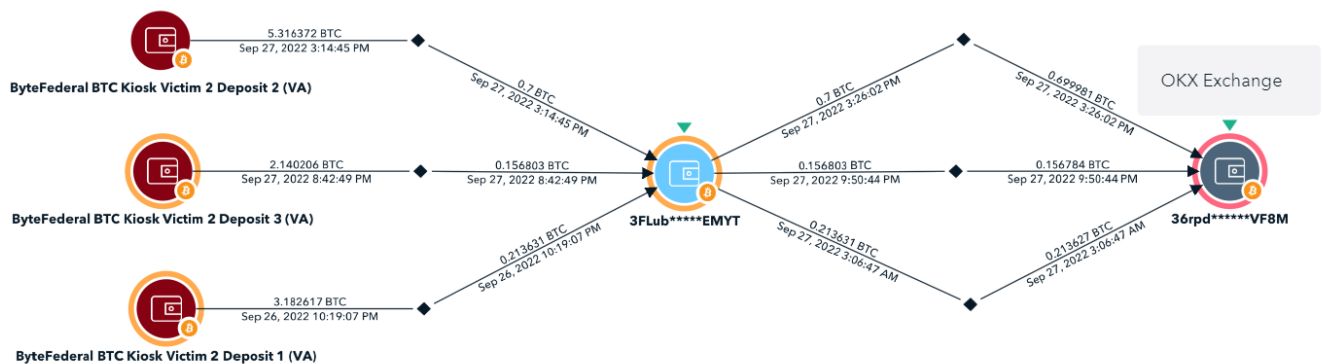 5.316372 BTC
Sep 27, 2022 3:14:45 PM
ByteFederal BTC Kiosk Victim 2 Deposit 2 (VA)
0.7 BTC
Sep 27, 2022 3:14:45 PM
0.7 BTC
Sep 27, 2022 3:26:02 PM
0.699981 BTC
Sep 27, 2022 3:26:02 PM
OKX Exchange
2.140206 BTC
Sep 27, 2022 8:42:49 PM
ByteFederal BTC Kiosk Victim 2 Deposit 3 (VA)
0.156803 BTC
Sep 27, 2022 8:42:49 PM
3FLub*****EMYT
0.156803 BTC
Sep 27, 2022 9:50:44 PM
0.156784 BTC
Sep 27, 2022 9:50:44 PM
36rpd******VF8M
0.213631 BTC
Sep 26, 2022 10:19:07 PM
0.213631 BTC
Sep 27, 2022 3:06:47 AM
0.213627 BTC
Sep 27, 2022 3:06:47 AM
3.182617 BTC
Sep 26, 2022 10:19:07 PM
ByteFederal BTC Kiosk Victim 2 Deposit 1 (VA)